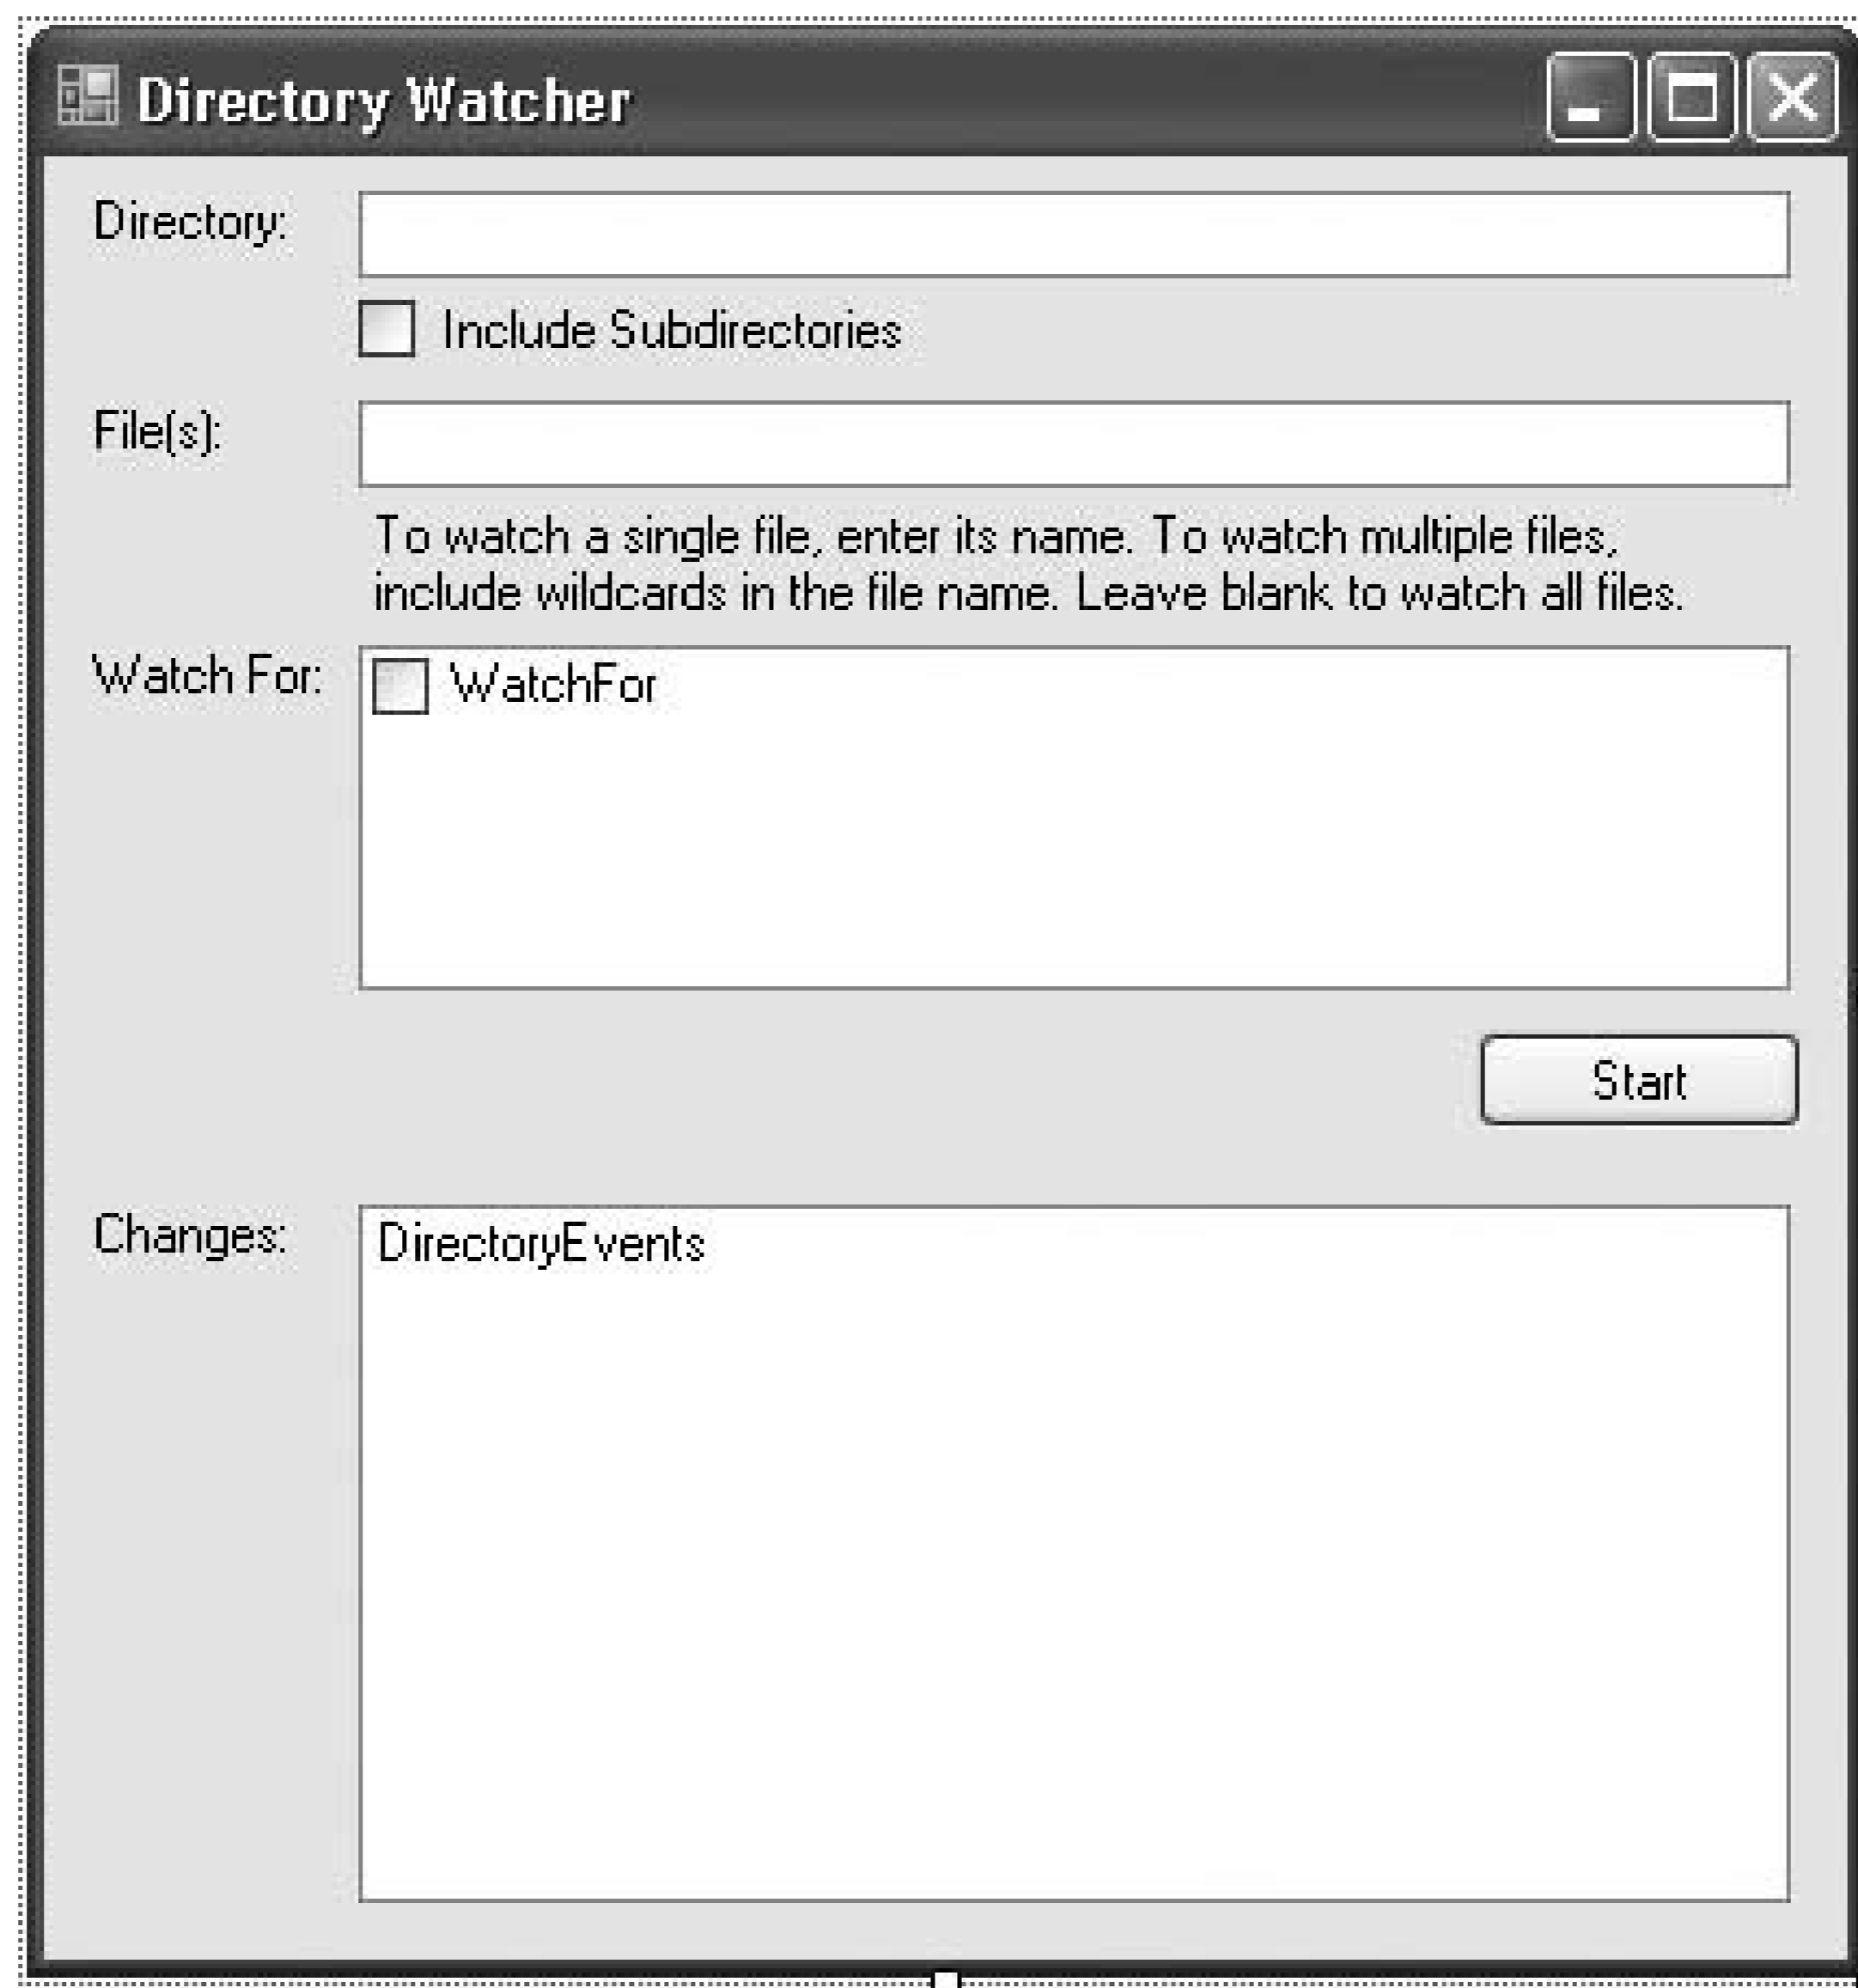 Directory Watcher
Directory:
Include Subdirectories
File(s):
To watch a single file, enter its name. To watch multiple files,
include wildcards in the file name. Leave blank to watch all files.
Watch For:
WatchFor
Start
Changes:
DirectoryEvents